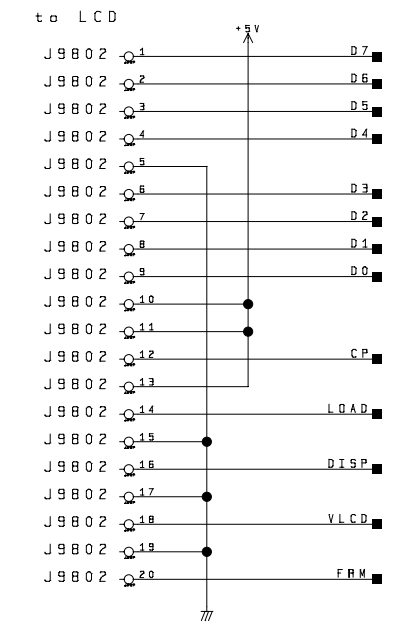 to LCD
+5V
J9802 1 D7
J9802 2 D6
J9802 3 D5
J9802 4 D4
J9802 5
J9802 6 D3
J9802 7 D2
J9802 8 D1
J9802 9 D0
J9802 10
J9802 11
J9802 12 CP
J9802 13
J9802 14 LOAD
J9802 15
J9802 16 DISP
J9802 17
J9802 18 VLCD
J9802 19
J9802 20 FRM